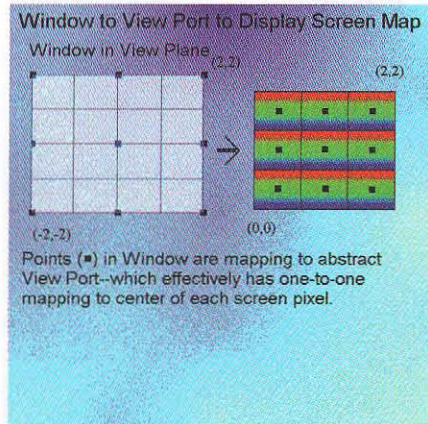 Window to View Port to Display Screen Map
Window in View Plane
(2,2)
(2,2)
(-2,-2)
(0,0)
Points (▪) in Window are mapping to abstract
View Port--which effectively has one-to-one
mapping to center of each screen pixel.